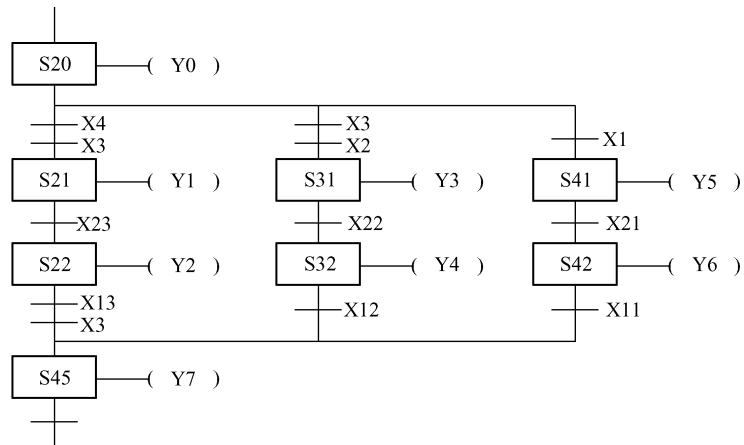 S20 ( Y0 )
X4 X3
X3 X2 X1
S21 ( Y1 ) S31 ( Y3 ) S41 ( Y5 )
X23 X22 X21
S22 ( Y2 ) S32 ( Y4 ) S42 ( Y6 )
X13 X12 X11
X3
S45 ( Y7 )